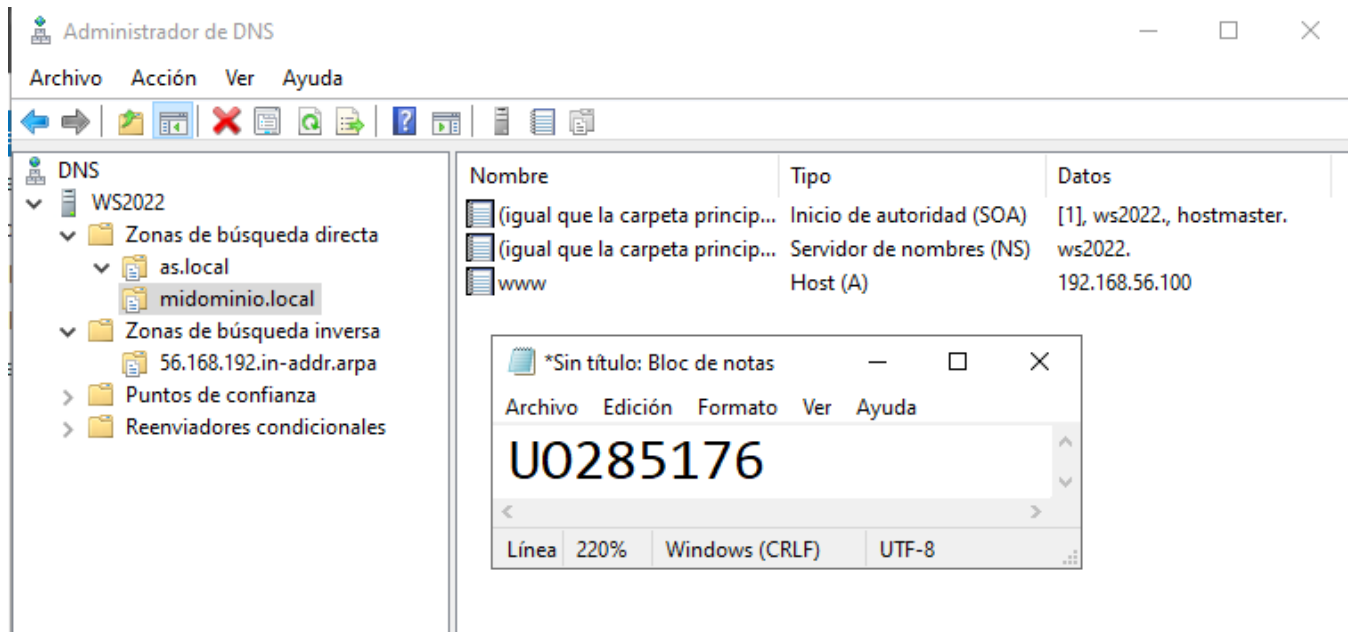 Administrador de DNS
Archivo Acción Ver Ayuda
DNS
WS2022
Zonas de búsqueda directa
as.local
midominio.local
Zonas de búsqueda inversa
56.168.192.in-addr.arpa
Puntos de confianza
Reenviadores condicionales
Nombre Tipo Datos
(igual que la carpeta princip... Inicio de autoridad (SOA) [1], ws2022., hostmaster.
(igual que la carpeta princip... Servidor de nombres (NS) ws2022.
www Host (A) 192.168.56.100
*Sin título: Bloc de notas
Archivo Edición Formato Ver Ayuda
UO285176
Línea 220% Windows (CRLF) UTF-8